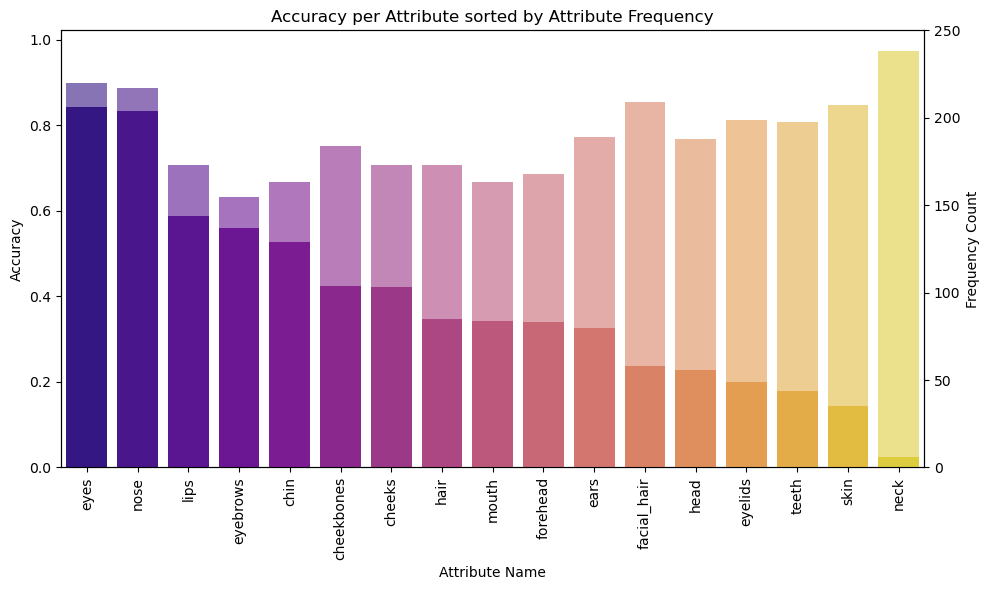 Accuracy per Attribute sorted by Attribute Frequency
Accuracy
1.0
0.8
0.6
0.4
0.2
0.0
250
200
150
100
50
0
Frequency Count
eyes
nose
lips
eyebrows
chin
cheekbones
cheeks
hair
mouth
forehead
ears
facial_hair
head
eyelids
teeth
skin
neck
Attribute Name